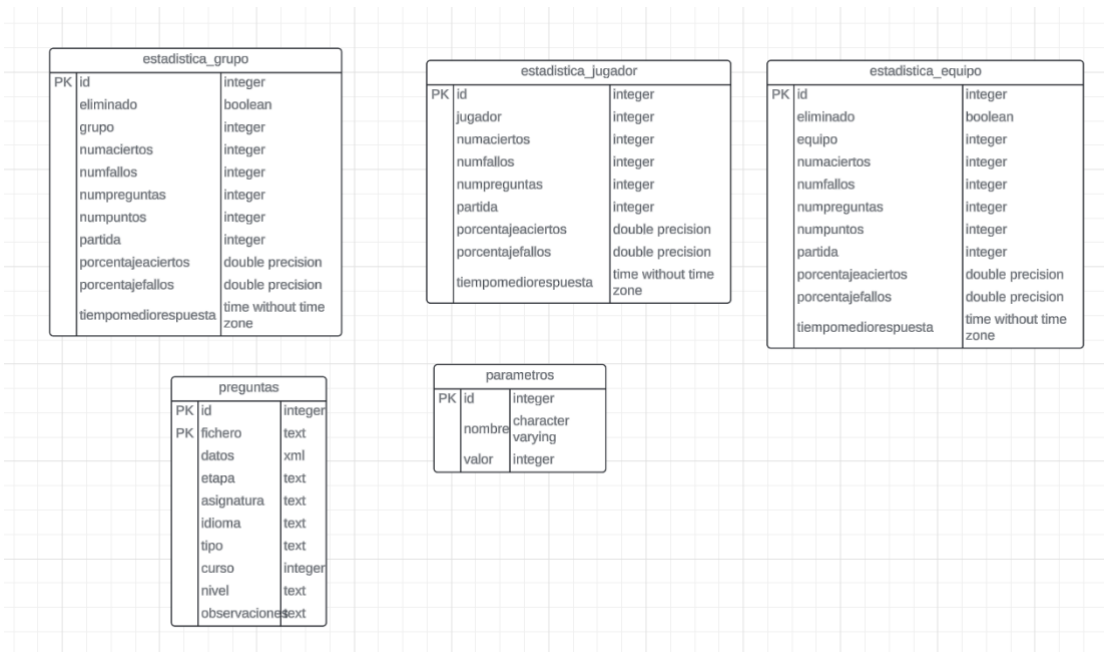 estadistica_grupo
PK id integer
eliminado boolean
grupo integer
numaciertos integer
numfallos integer
numpreguntas integer
numpuntos integer
partida integer
porcentajeaciertos double precision
porcentajefallos double precision
tiempomediorespuesta time without time
zone
estadistica_jugador
PK id integer
jugador integer
numaciertos integer
numfallos integer
numpreguntas integer
partida integer
porcentajeaciertos double precision
porcentajefallos double precision
tiempomediorespuesta time without time
zone
estadistica_equipo
PK id integer
eliminado boolean
equipo integer
numaciertos integer
numfallos integer
numpreguntas integer
numpuntos integer
partida integer
porcentajeaciertos double precision
porcentajefallos double precision
tiempomediorespuesta time without time
zone
preguntas
PK id integer
PK fichero text
datos xml
etapa text
asignatura text
idioma text
tipo text
curso integer
nivel text
observaciones text
parametros
PK id integer
nombre character
varying
valor integer